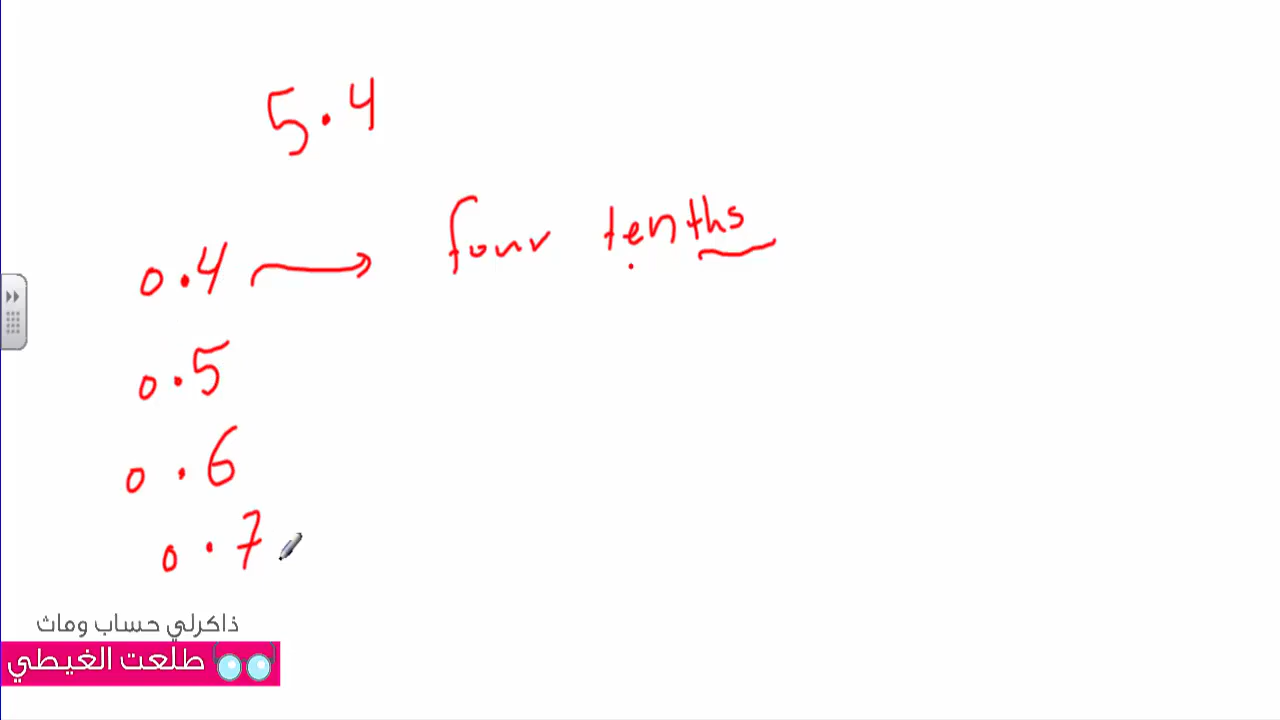 5.4
0.4 → four tenths
0.5
0.6
0.7
ذاكرلي حساب وماث
طلعت الغيطي